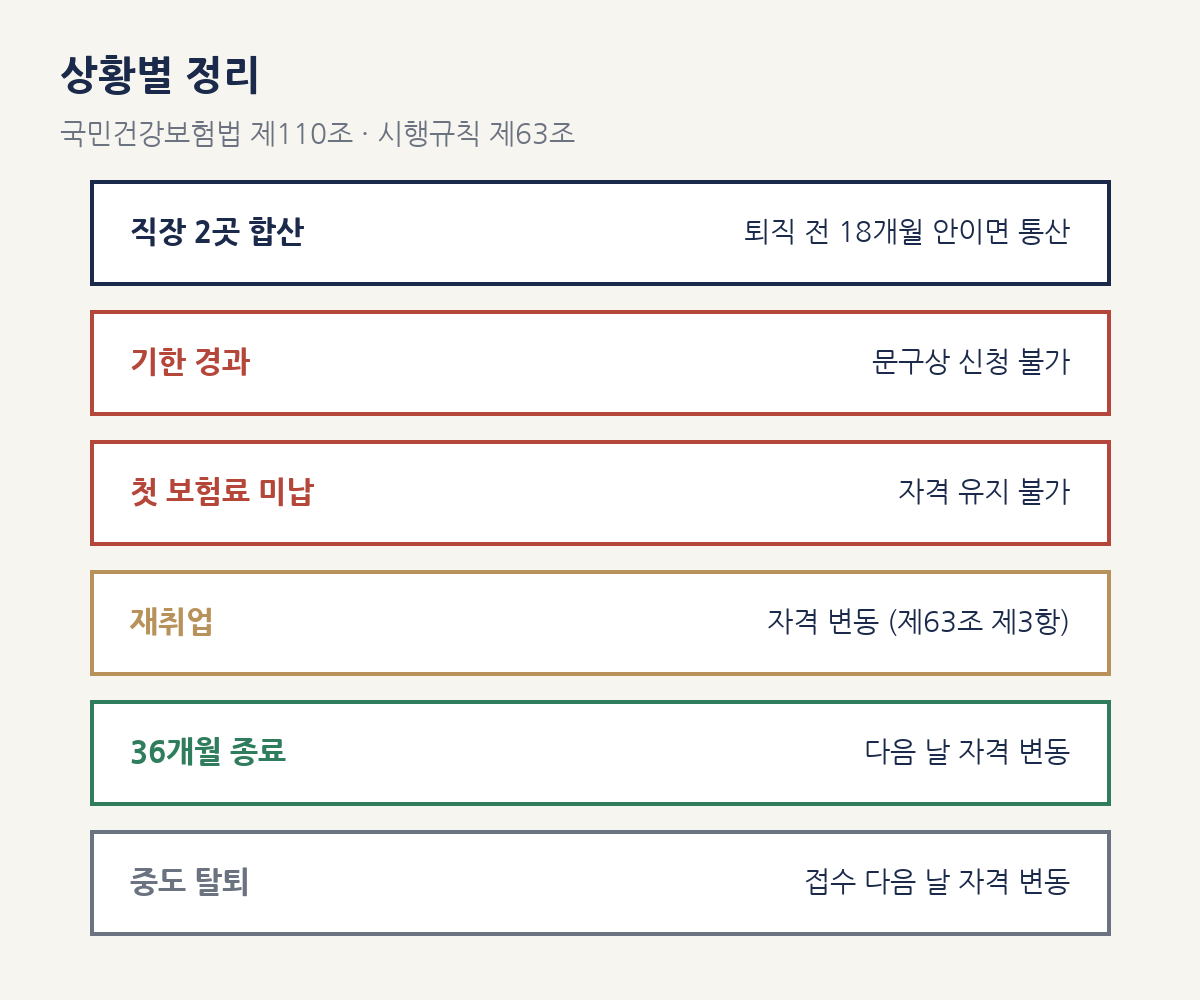 상황별 정리
국민건강보험법 제110조 · 시행규칙 제63조
직장 2곳 합산
퇴직 전 18개월 안이면 통산
기한 경과
문구상 신청 불가
첫 보험료 미납
자격 유지 불가
재취업
자격 변동 (제63조 제3항)
36개월 종료
다음 날 자격 변동
중도 탈퇴
접수 다음 날 자격 변동